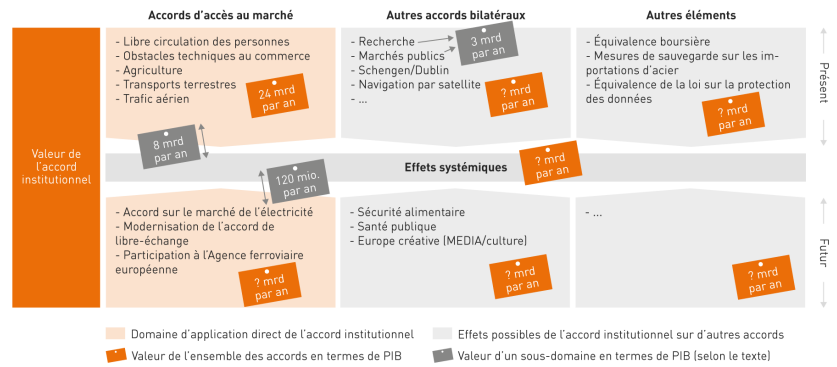 Accords d'accès au marché
Autres accords bilatéraux
Autres éléments
Valeur de
l'accord
institutionnel
- Libre circulation des personnes
- Obstacles techniques au commerce
- Agriculture
- Transports terrestres
- Trafic aérien
24 mrd
par an
- Recherche
- Marchés publics
- Schengen/Dublin
- Navigation par satellite
- ...
3 mrd
par an
? mrd
par an
- Équivalence boursière
- Mesures de sauvegarde sur les im-
portations d'acier
- Équivalence de la loi sur la protection
des données
? mrd
par an
Présent
8 mrd
par an
Effets systémiques
? mrd
par an
120 mio.
par an
- Accord sur le marché de l'électricité
- Modernisation de l'accord de
libre-échange
- Participation à l'Agence ferroviaire
européenne
? mrd
par an
- Sécurité alimentaire
- Santé publique
- Europe créative (MEDIA/culture)
? mrd
par an
- ...
? mrd
par an
Futur
Domaine d'application direct de l'accord institutionnel
Effets possibles de l'accord institutionnel sur d'autres accords
Valeur de l'ensemble des accords en termes de PIB
Valeur d'un sous-domaine en termes de PIB (selon le texte)